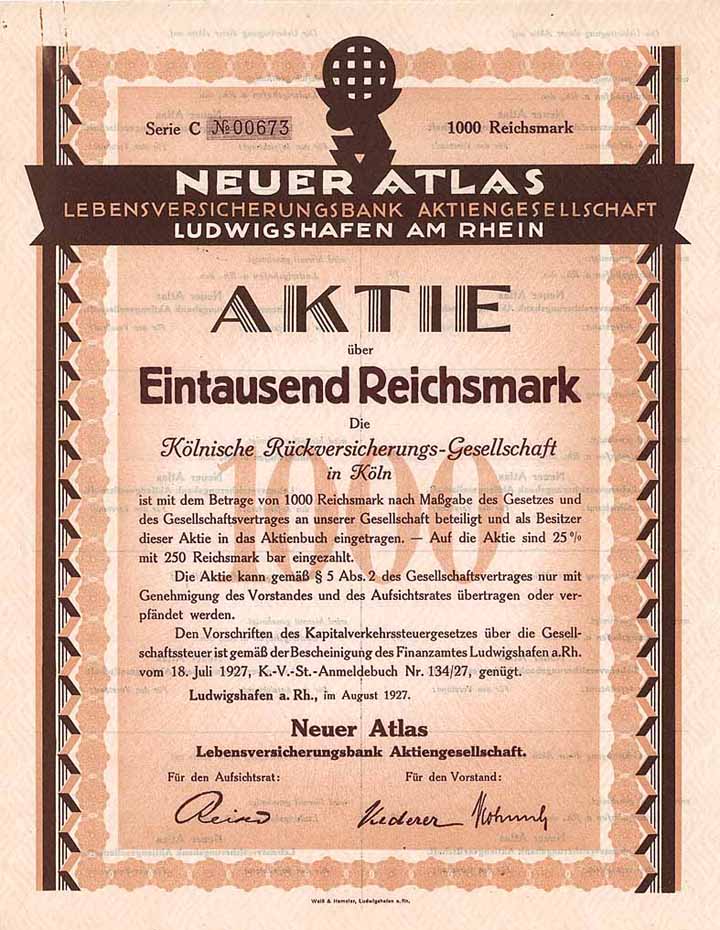 Serie C №00673 1000 Reichsmark
NEUER ATLAS
LEBENSVERSICHERUNGSBANK AKTIENGESELLSCHAFT
LUDWIGSHAFEN AM RHEIN
AKTIE
über
Eintausend Reichsmark
Die
Kölnische Rückversicherungs-Gesellschaft
in Köln
1000
ist mit dem Betrage von 1000 Reichsmark nach Maßgabe des Gesetzes und
des Gesellschaftsvertrages an unserer Gesellschaft beteiligt und als Besitzer
dieser Aktie in das Aktienbuch eingetragen. — Auf die Aktie sind 25%
mit 250 Reichsmark bar eingezahlt.
Die Aktie kann gemäß § 5 Abs. 2 des Gesellschaftsvertrages nur mit
Genehmigung des Vorstandes und des Aufsichtsrates übertragen oder ver-
pfändet werden.
Den Vorschriften des Kapitalverkehrssteuergesetzes über die Gesell-
schaftssteuer ist gemäß der Bescheinigung des Finanzamtes Ludwigshafen a.Rh.
vom 18. Juli 1927, K.-V.-St.-Anmeldebuch Nr. 134/27, genügt.
Ludwigshafen a. Rh., im August 1927.
Neuer Atlas
Lebensversicherungsbank Aktiengesellschaft.
Für den Aufsichtsrat: Für den Vorstand:
Weiß & Hameier, Ludwigshafen a. Rh.